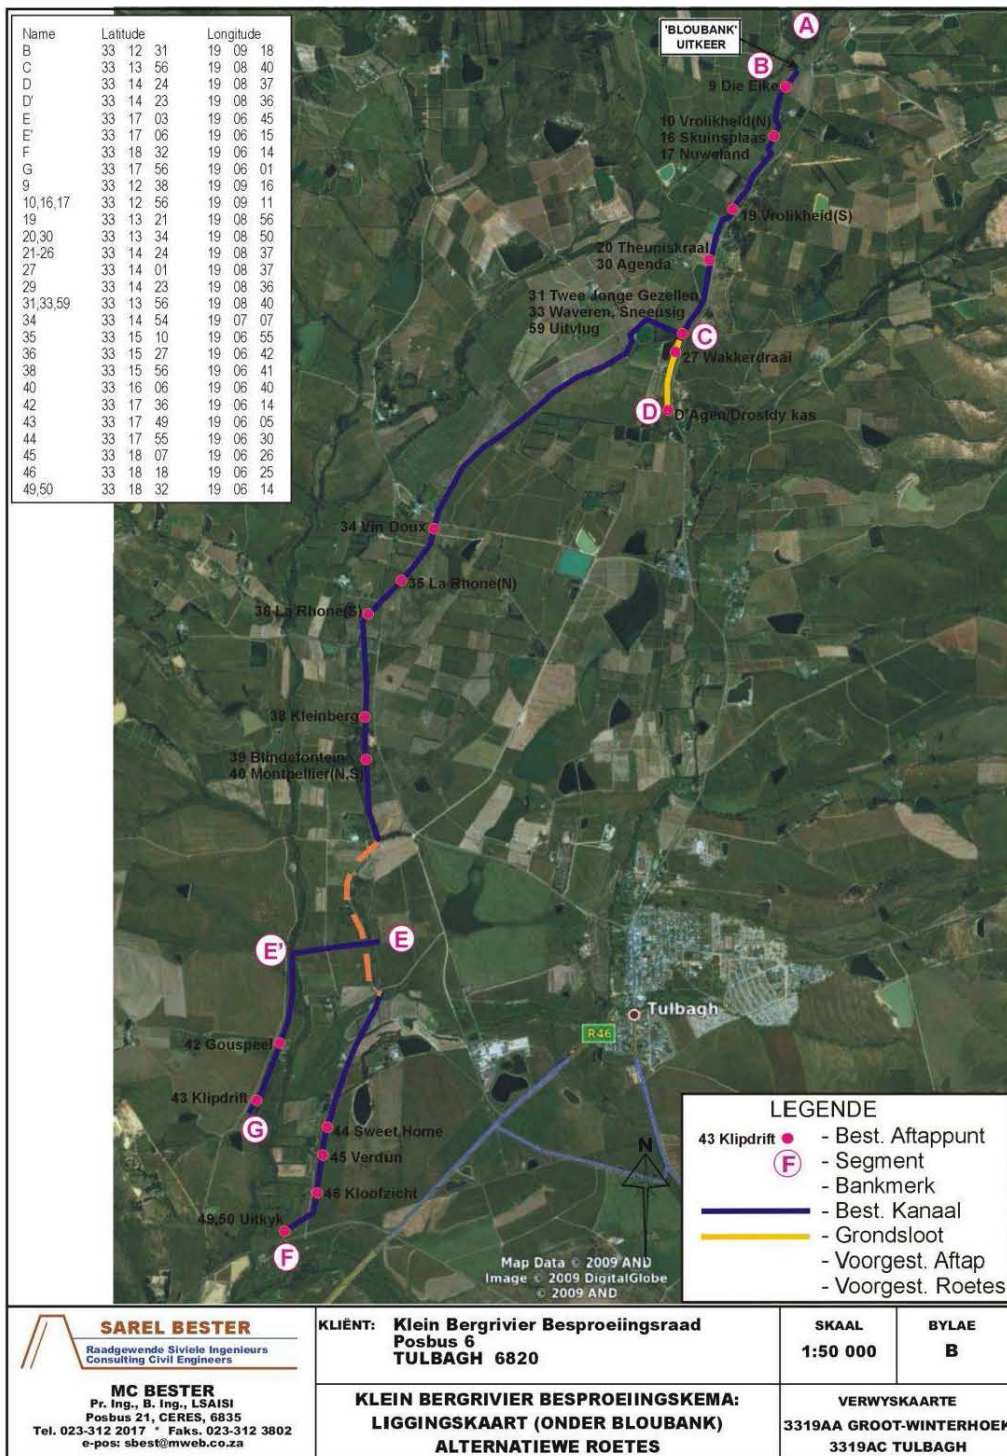 Name Latitude Longitude
B 33 12 31 19 09 18
C 33 13 56 19 08 40
D 33 14 24 19 08 37
D' 33 14 23 19 08 36
E 33 17 03 19 06 45
E' 33 17 06 19 06 15
F 33 18 32 19 06 14
G 33 17 56 19 06 01
9 33 12 38 19 09 16
10,16,17 33 12 56 19 09 11
19 33 13 21 19 08 56
20,30 33 13 34 19 08 50
21-26 33 14 24 19 08 37
27 33 14 01 19 08 37
29 33 14 23 19 08 36
31,33,59 33 13 56 19 08 40
34 33 14 54 19 07 07
35 33 15 10 19 06 55
36 33 15 27 19 06 42
38 33 15 56 19 06 41
40 33 16 06 19 06 40
42 33 17 36 19 06 14
43 33 17 49 19 06 05
44 33 17 55 19 06 30
45 33 18 07 19 06 26
46 33 18 18 19 06 25
49,50 33 18 32 19 06 14
A
'BLOUBANK'
UITKEER
B
9 Die Eike
10 Vrolikheid(N)
16 Skuinsplaas
17 Nuweland
19 Vrolikheid(S)
20 Theuniskraal
30 Agenda
31 Twee Jonge Gezellen
33 Waveren, Sneeusig
59 Uitvlug
C
27 Wakkerdraai
D
D'Agen/Drostdy kas
34 Vin Doux
35 La Rhone(N)
36 La Rhone(S)
38 Kleinberg
39 Blindefontein
40 Montpellier(N,S)
E
E'
Tulbagh
R46
42 Gouspeel
43 Klipdrift
G
44 Sweet Home
45 Verdun
46 Kloofzicht
49,50 Uitkyk
F
N
Map Data © 2009 AND
Image © 2009 DigitalGlobe
© 2009 AND
LEGENDE
43 Klipdrift - Best. Aftappunt
F - Segment
- Bankmerk
- Best. Kanaal
- Grondsloot
- Voorgest. Aftap
- Voorgest. Roetes
SAREL BESTER
Raadgewende Siviele Ingenieurs
Consulting Civil Engineers
MC BESTER
Pr. Ing., B. Ing., LSAISI
Posbus 21, CERES, 6835
Tel. 023-312 2017 * Faks. 023-312 3802
e-pos: sbest@mweb.co.za
KLIËNT: Klein Bergrivier Besproeiingsraad
Posbus 6
TULBAGH 6820
KLEIN BERGRIVIER BESPROEIINGSKEMA:
LIGGINGSKAART (ONDER BLOUBANK)
ALTERNATIEWE ROETES
SKAAL
1:50 000
BYLAE
B
VERWYSKAARTE
3319AA GROOT-WINTERHOEK
3319AC TULBAGH